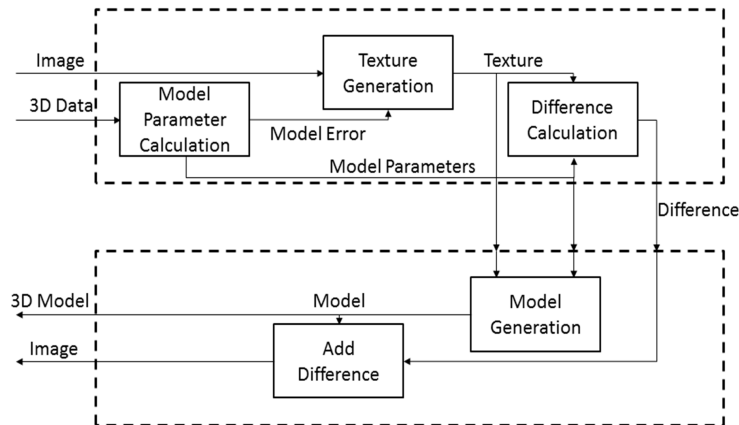 Image
Texture
Generation
Texture
3D Data
Model
Parameter
Calculation
Model Error
Difference
Calculation
Model Parameters
Difference
3D Model
Model
Model
Generation
Image
Add
Difference